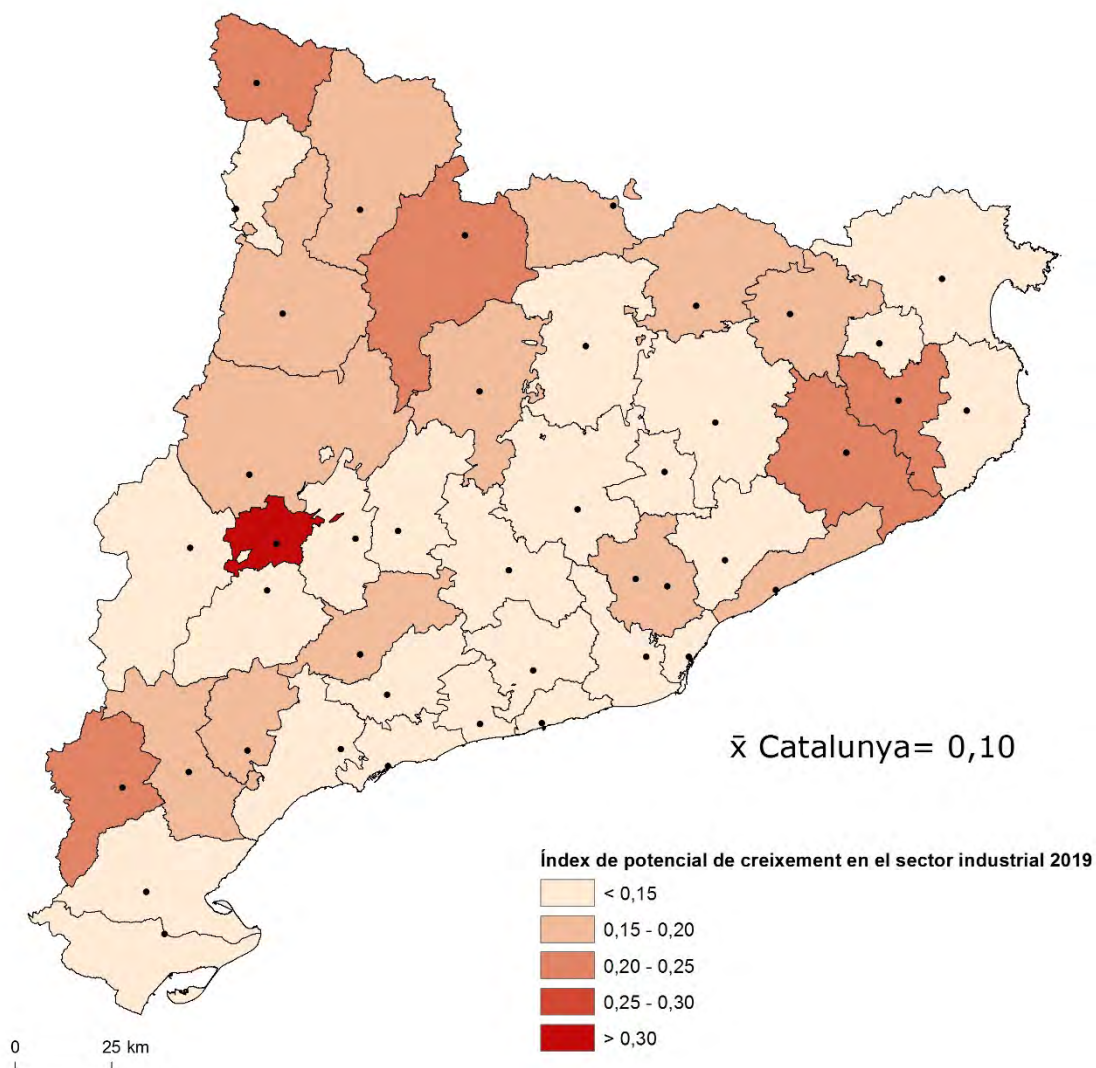 x̄ Catalunya= 0,10
Índex de potencial de creixement en el sector industrial 2019
< 0,15
0,15 - 0,20
0,20 - 0,25
0,25 - 0,30
> 0,30
0 25 km